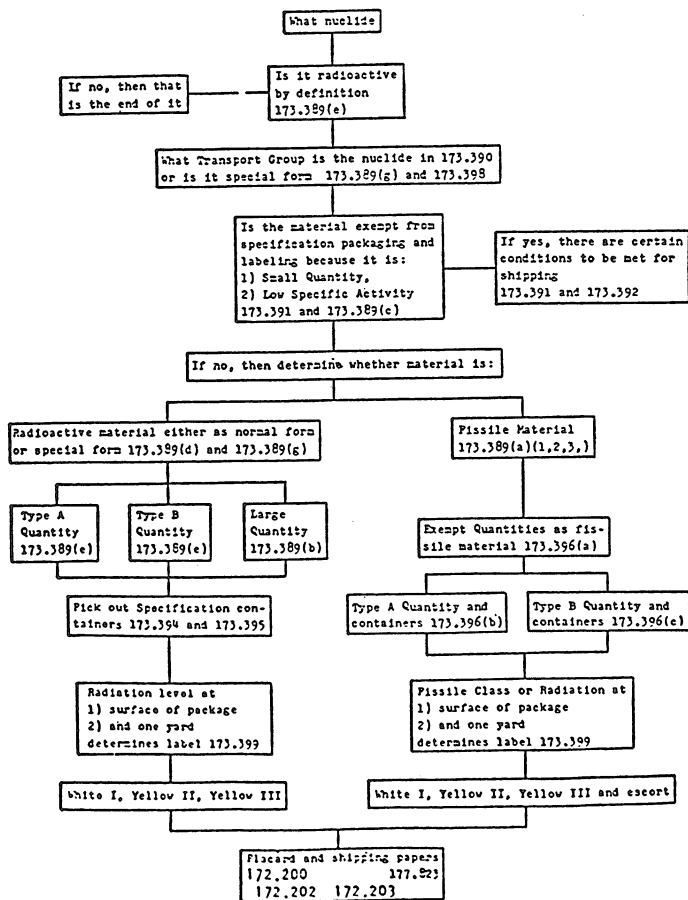 What nuclide
If no, then that
is the end of it
Is it radioactive
by definition
173.389(e)
What Transport Group is the nuclide in 173.390
or is it special form 173.389(g) and 173.398
Is the material exempt from
specification packaging and
labeling because it is:
1) Small Quantity,
2) Low Specific Activity
173.391 and 173.389(c)
If yes, there are certain
conditions to be met for
shipping
173.391 and 173.392
If no, then determine whether material is:
Radioactive material either as normal form
or special form 173.389(d) and 173.389(g)
Fissile Material
173.389(a)(1,2,3,)
Type A
Quantity
173.389(e)
Type B
Quantity
173.389(e)
Large
Quantity
173.389(b)
Exempt Quantities as fis-
sile material 173.396(a)
Pick out Specification con-
tainers 173.394 and 173.395
Type A Quantity and
containers 173.396(b)
Type B Quantity and
containers 173.396(c)
Radiation level at
1) surface of package
2) and one yard
determines label 173.399
Fissile Class or Radiation at
1) surface of package
2) and one yard
determines label 173.399
White I, Yellow II, Yellow III
White I, Yellow II, Yellow III and escort
Placard and shipping papers
172.200 177.823
172.202 172.203